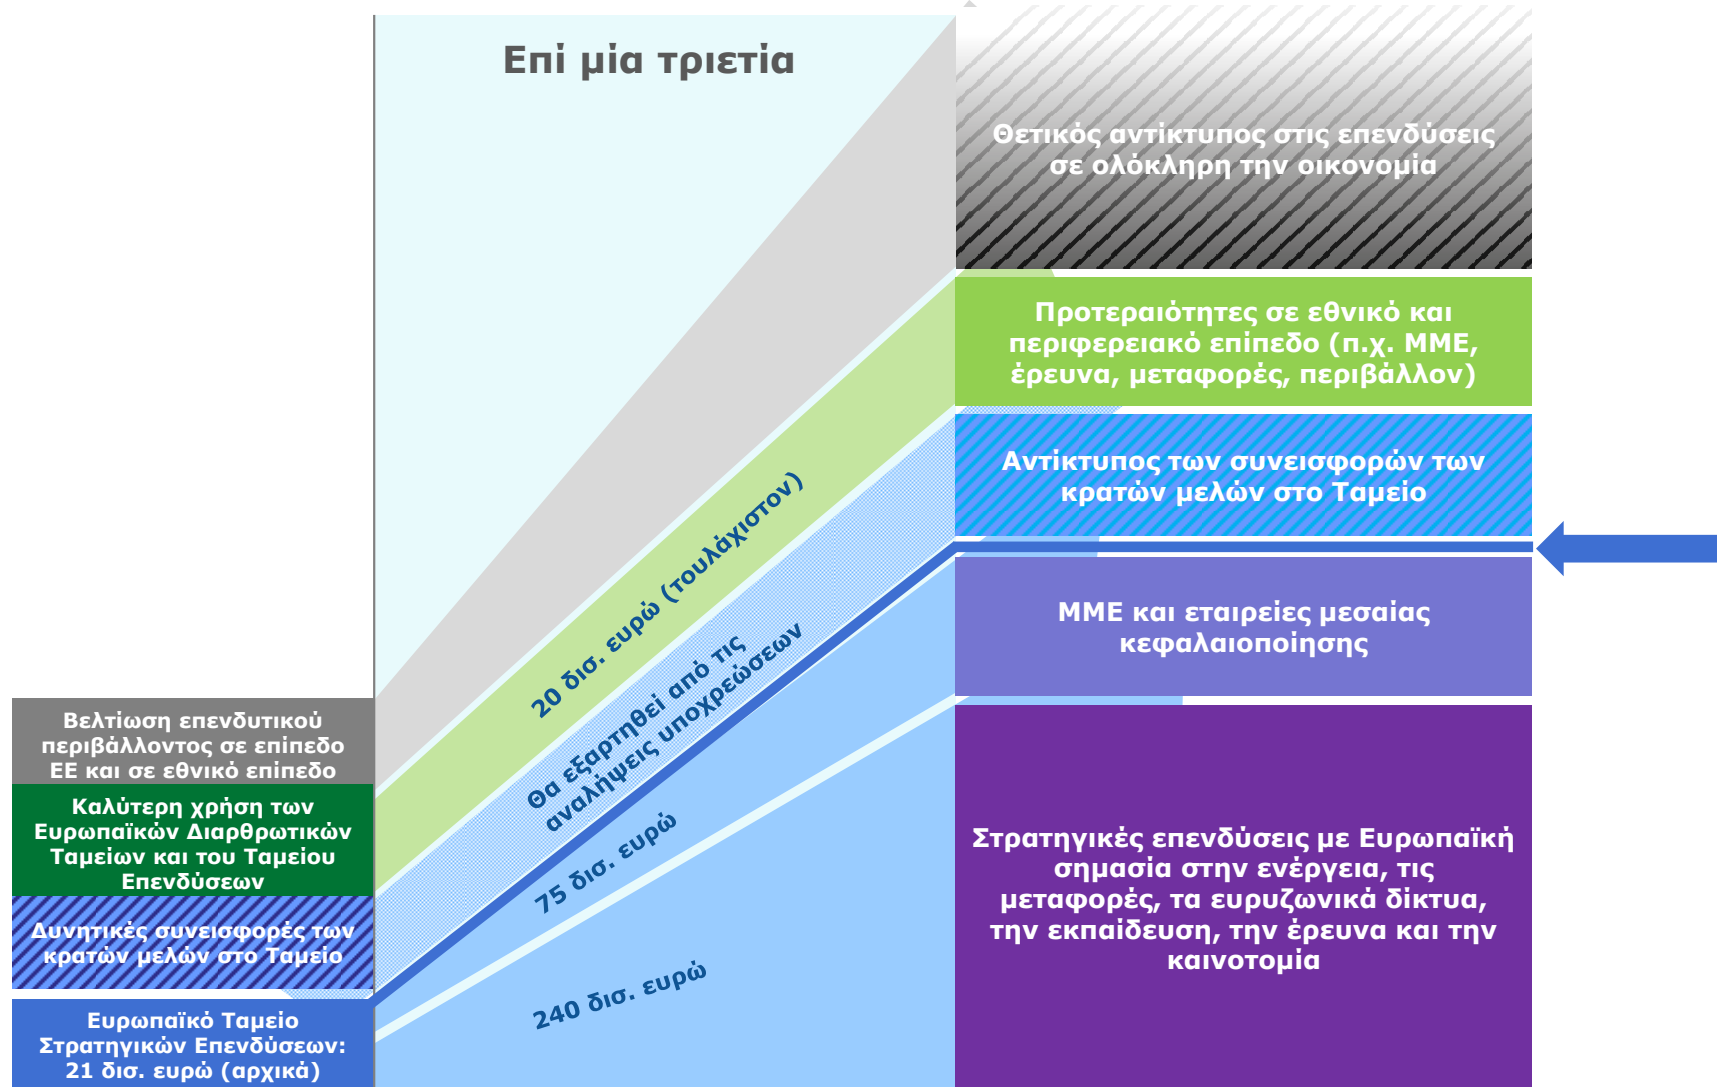 Επί μία τριετία
Θετικός αντίκτυπος στις επενδύσεις
σε ολόκληρη την οικονομία
Προτεραιότητες σε εθνικό και
περιφερειακό επίπεδο (π.χ. ΜΜΕ,
έρευνα, μεταφορές, περιβάλλον)
Αντίκτυπος των συνεισφορών των
κρατών μελών στο Ταμείο
ΜΜΕ και εταιρείες μεσαίας
κεφαλαιοποίησης
Στρατηγικές επενδύσεις με Ευρωπαϊκή
σημασία στην ενέργεια, τις
μεταφορές, τα ευρυζωνικά δίκτυα,
την εκπαίδευση, την έρευνα και την
καινοτομία
20 δισ. ευρώ (τουλάχιστον)
Θα εξαρτηθεί από τις
αναλήψεις υποχρεώσεων
75 δισ. ευρώ
240 δισ. ευρώ
Βελτίωση επενδυτικού
περιβάλλοντος σε επίπεδο
ΕΕ και σε εθνικό επίπεδο
Καλύτερη χρήση των
Ευρωπαϊκών Διαρθρωτικών
Ταμείων και του Ταμείου
Επενδύσεων
Δυνητικές συνεισφορές των
κρατών μελών στο Ταμείο
Ευρωπαϊκό Ταμείο
Στρατηγικών Επενδύσεων:
21 δισ. ευρώ (αρχικά)